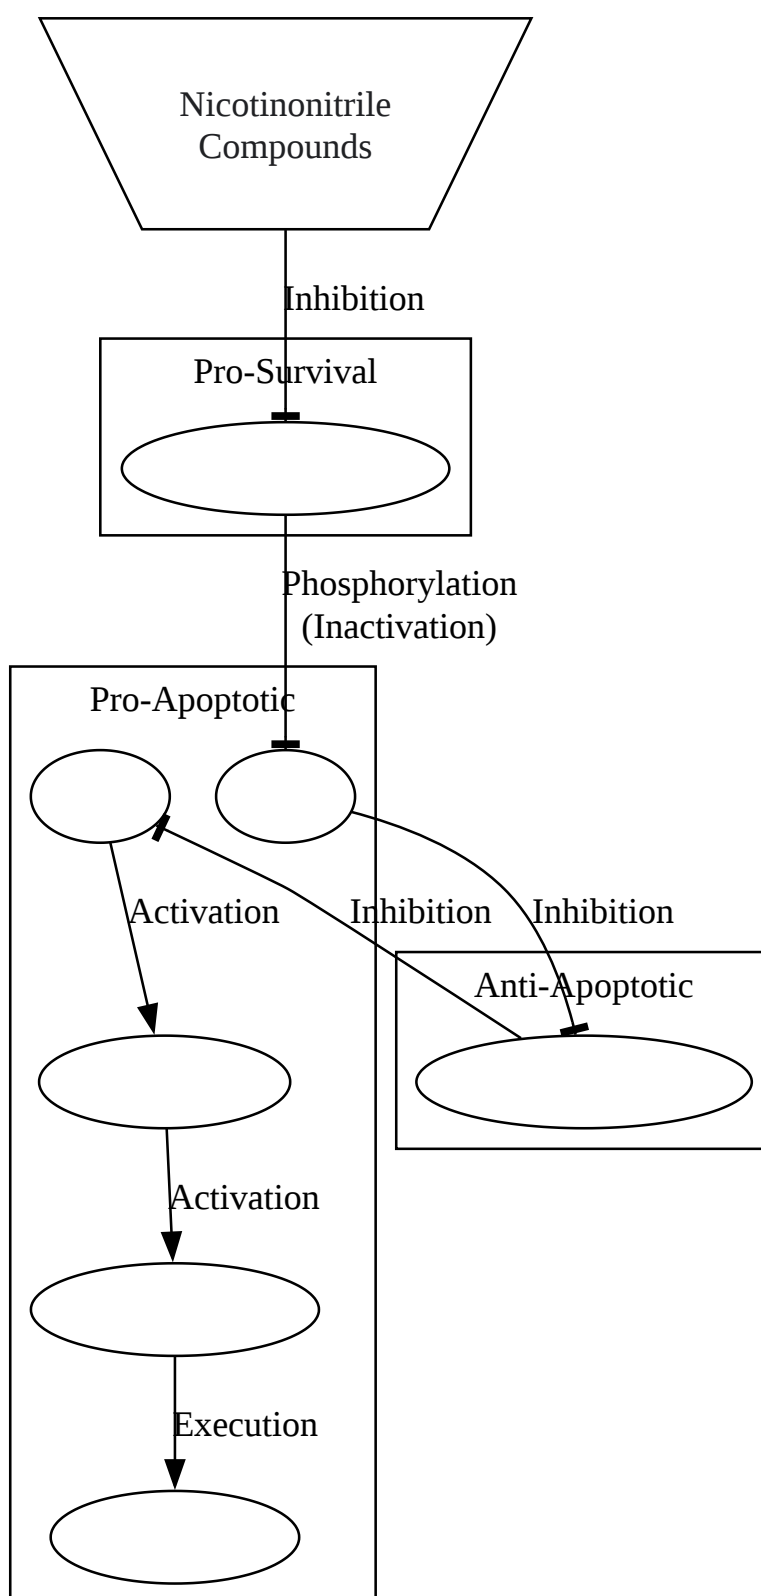 Nicotinonitrile
Compounds
Inhibition
Pro-Survival
Phosphorylation
(Inactivation)
Pro-Apoptotic
Activation
Inhibition
Inhibition
Anti-Apoptotic
Activation
Execution